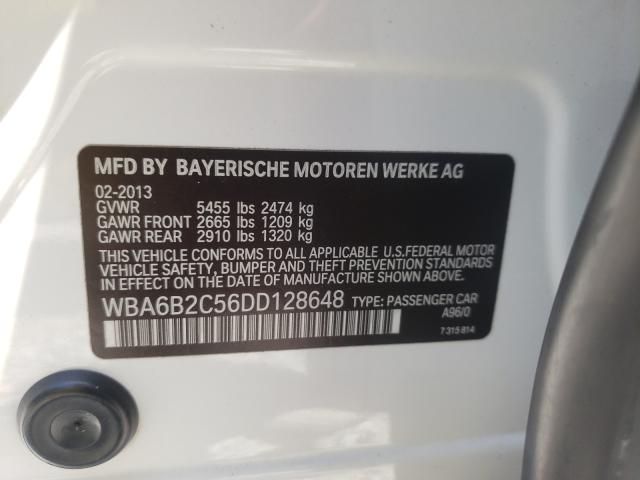 MFD BY BAYERISCHE MOTOREN WERKE AG
02-2013
GVWR 5455 lbs 2474 kg
GAWR FRONT 2665 lbs 1209 kg
GAWR REAR 2910 lbs 1320 kg
THIS VEHICLE CONFORMS TO ALL APPLICABLE U.S.FEDERAL MOTOR
VEHICLE SAFETY, BUMPER, AND THEFT PREVENTION STANDARDS
IN EFFECT ON THE DATE OF MANUFACTURE SHOWN ABOVE.
WBA6B2C56DD128648 TYPE: PASSENGER CAR
A96/0
7 315 814